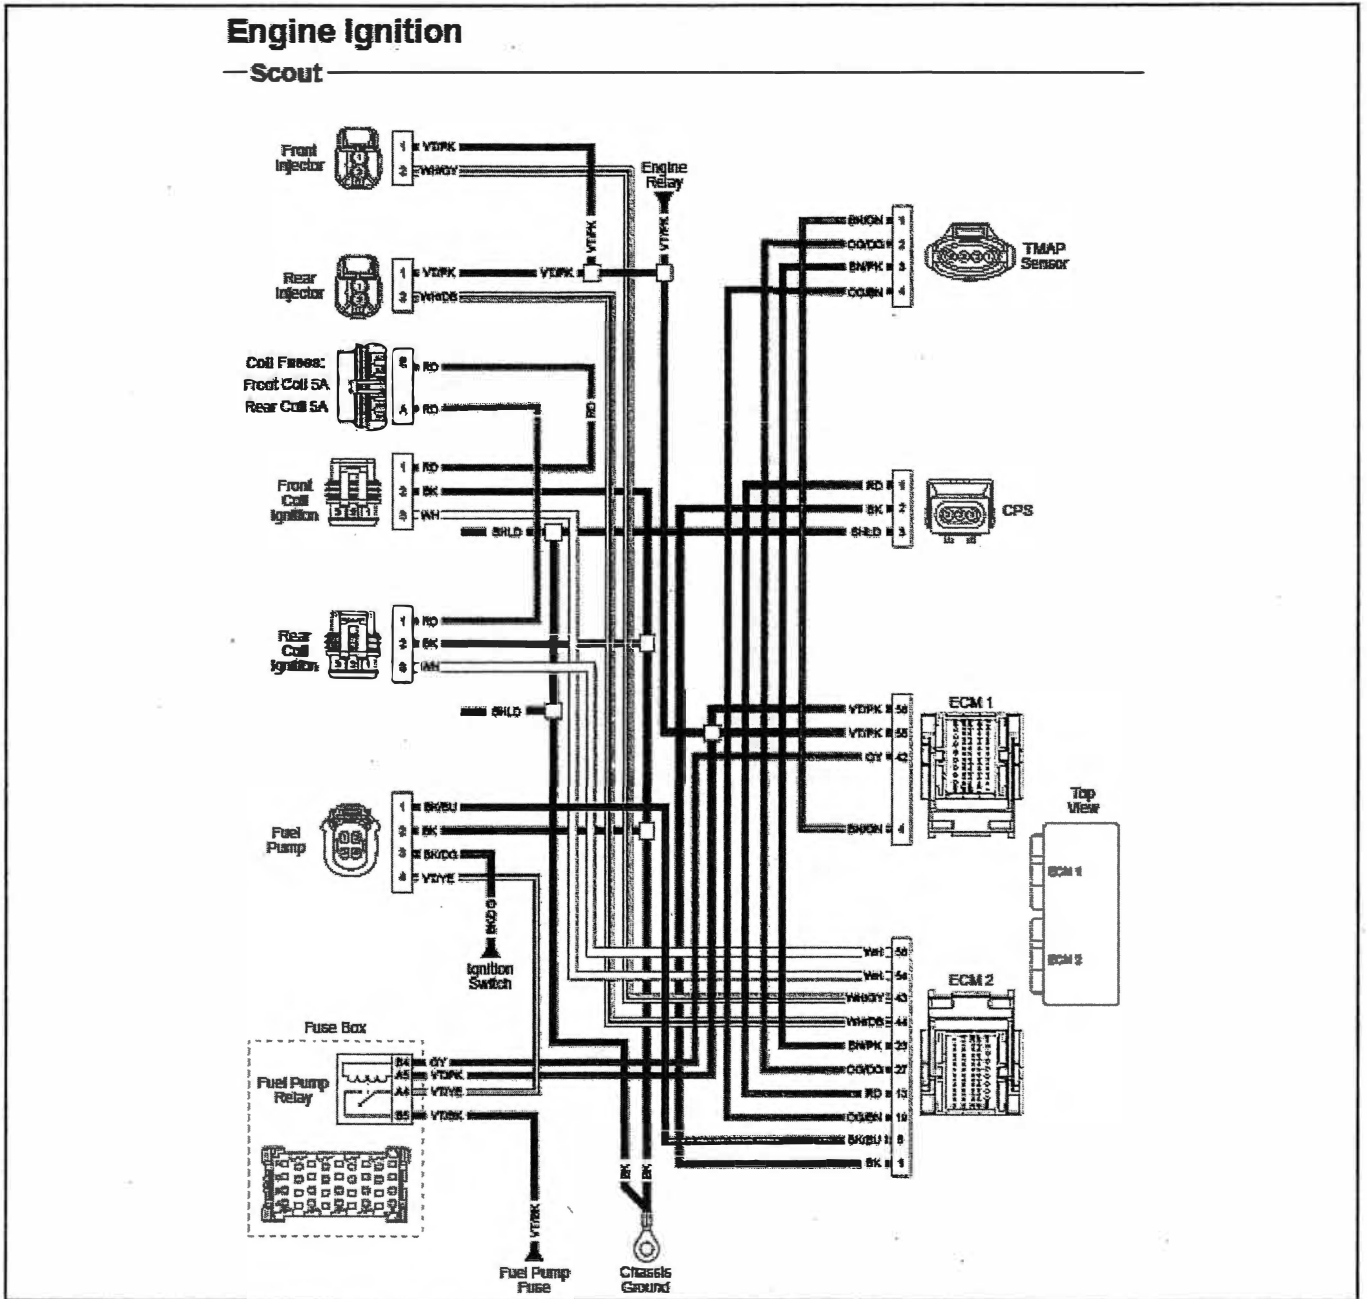 Engine Ignition
Scout
Front
Injector
1 VT/PK
2 WH/GY
VT/PK
Engine
Relay
VT/PK
Rear
Injector
1 VT/PK
VT/PK
2 WH/DB
Coil Fuses:
Front Coil 5A
Rear Coil 5A
B RD
A RD
RD
Front
Coil
Ignition
1 RD
2 BK
3 WH
SHLD
Rear
Coil
Ignition
1 RD
2 BK
3 WH
SHLD
Fuel
Pump
1 BK/BU
2 BK
3 BK/DG
4 VT/YE
BK/DG
Ignition
Switch
Fuse Box
Fuel Pump
Relay
B4 GY
A5 VT/PK
A4 VT/YE
B5 VT/BK
VT/BK
Fuel Pump
Fuse
BK
BK
Chassis
Ground
BK/GN 1
OG/DG 2
BN/PK 3
OG/BN 4
TMAP
Sensor
RD 1
BK 2
SHLD 3
CPS
VT/PK 56
VT/PK 55
GY 42
BK/GN 4
ECM 1
Top
View
ECM 1
ECM 2
WH
WH 54
WH/GY 43
WH/DB 44
BN/PK 23
OG/DG 27
RD 13
OG/BN 19
BK/BU
BK 1
ECM 2